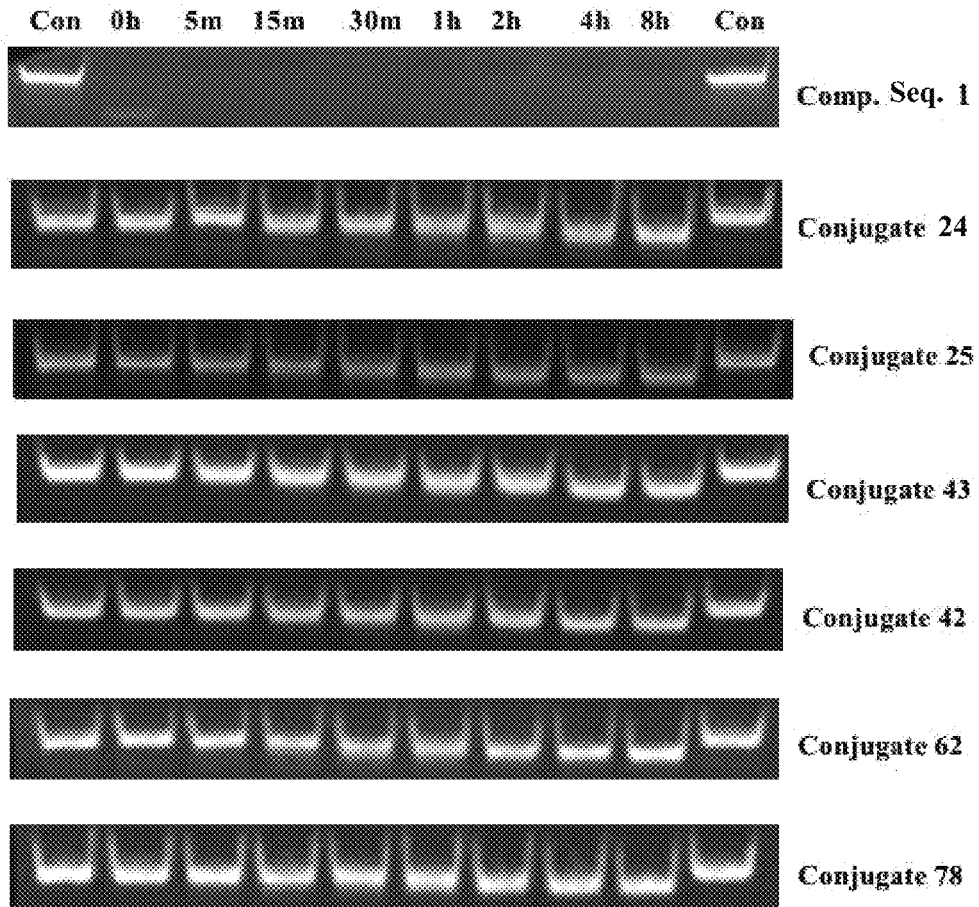 Con 0h 5m 15m 30m 1h 2h 4h 8h Con
Comp. Seq. 1
Conjugate 24
Conjugate 25
Conjugate 43
Conjugate 42
Conjugate 62
Conjugate 78